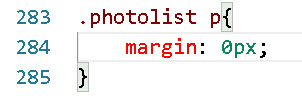 283 .photolist p{
284 margin: 0px;
285 }